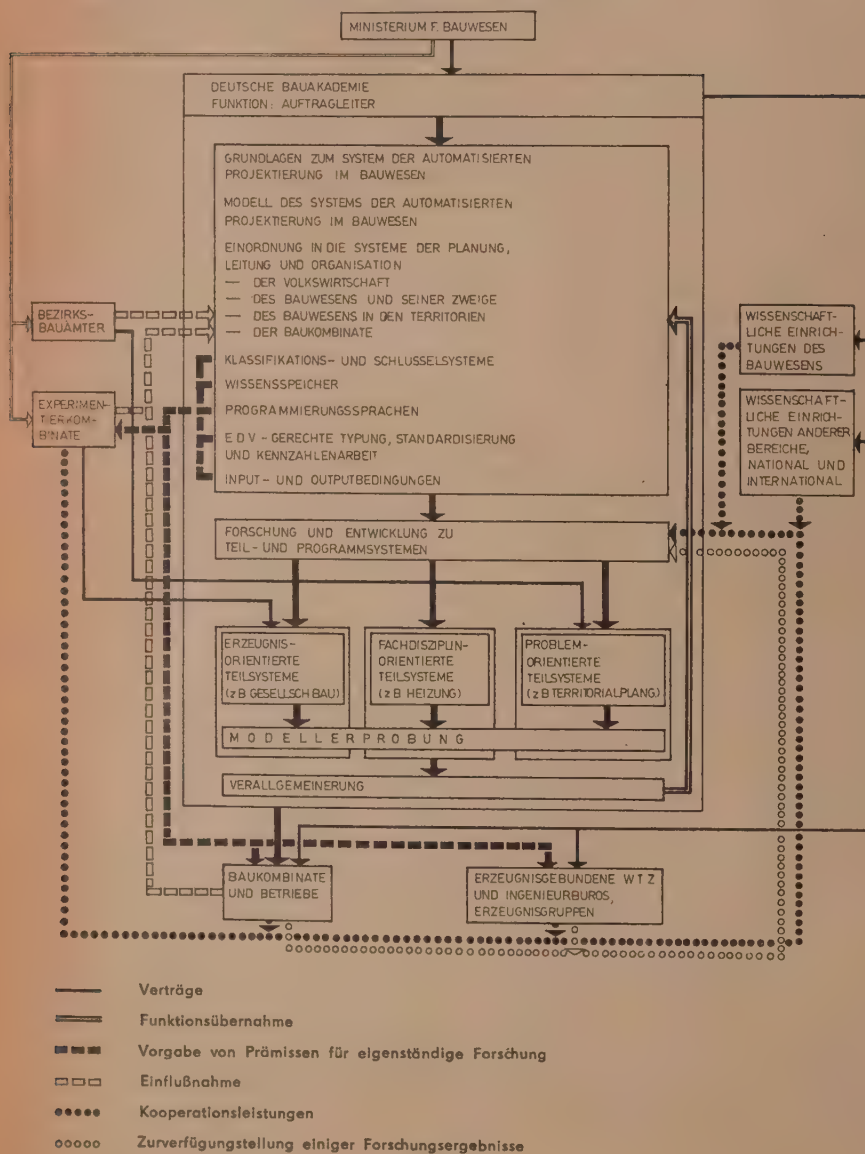 MINISTERIUM F. BAUWESEN
DEUTSCHE BAUAKADEMIE
FUNKTION: AUFTRAGLEITER
GRUNDLAGEN ZUM SYSTEM DER AUTOMATISIERTEN
PROJEKTIERUNG IM BAUWESEN
MODELL DES SYSTEMS DER AUTOMATISIERTEN
PROJEKTIERUNG IM BAUWESEN
EINORDNUNG IN DIE SYSTEME DER PLANUNG,
LEITUNG UND ORGANISATION
— DER VOLKSWIRTSCHAFT
— DES BAUWESENS UND SEINER ZWEIGE
— DES BAUWESENS IN DEN TERRITORIEN
— DER BAUKOMBINATE
KLASSIFIKATIONS- UND SCHLUSSELSYSTEME
WISSENSSPEICHER
PROGRAMMIERUNGSSPRACHEN
EDV-GERECHTE TYPUNG, STANDARDISIERUNG
UND KENNZAHLENARBEIT
INPUT- UND OUTPUTBEDINGUNGEN
BEZIRKS-
BAUÄMTER
EXPERIMEN-
TIERKOM-
BINATE
WISSENSCHAFT-
LICHE EINRICH-
TUNGEN DES
BAUWESENS
WISSENSCHAFT-
LICHE EINRICH-
TUNGEN ANDERER
BEREICHE,
NATIONAL UND
INTERNATIONAL
FORSCHUNG UND ENTWICKLUNG ZU
TEIL- UND PROGRAMMSYSTEMEN
ERZEUGNIS-
ORIENTIERTE
TEILSYSTEME
(z B GESELLSCH BAU)
FACHDISZIPLIN-
ORIENTIERTE
TEILSYSTEME
(z B HEIZUNG)
PROBLEM-
ORIENTIERTE
TEILSYSTEME
(z B TERRITORIALPLANG)
MODELLERPROBUNG
VERALLGEMEINERUNG
BAUKOMBINATE
UND BETRIEBE
ERZEUGNISGEBUNDENE WTZ
UND INGENIEURBUROS,
ERZEUGNISGRUPPEN
Verträge
Funktionsübernahme
Vorgabe von Prämissen für eigenständige Forschung
Einflußnahme
Kooperationsleistungen
Zurverfügungstellung einiger Forschungsergebnisse